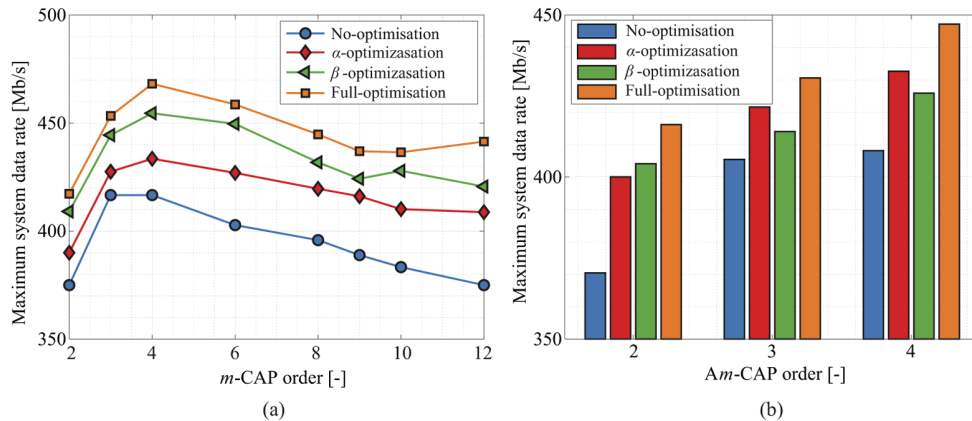 500
450
400
350
Maximum system data rate [Mb/s]
No-optimisation
α-optimizasation
β-optimizasation
Full-optimisation
2
4
6
8
10
12
m-CAP order [-]
(a)
450
400
350
Maximum system data rate [Mb/s]
No-optimisation
α-optimizasation
β-optimizasation
Full-optimisation
2
3
4
Am-CAP order [-]
(b)